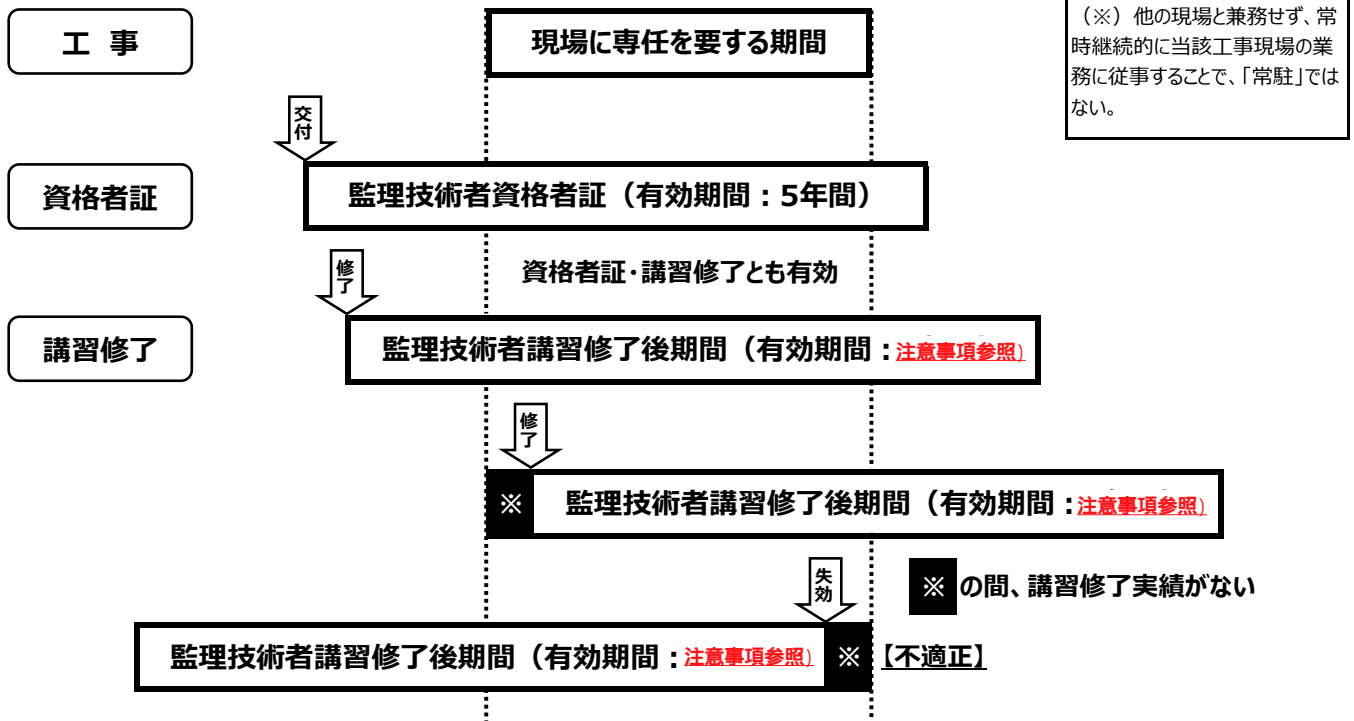 工 事
現場に専任を要する期間
（※）他の現場と兼務せず、常
時継続的に当該工事現場の業
務に従事することで、「常駐」では
ない。
交付
資格者証
監理技術者資格者証（有効期間：5年間）
修了
資格者証・講習修了とも有効
講習修了
監理技術者講習修了後期間（有効期間：注意事項参照）
修了
※ 監理技術者講習修了後期間（有効期間：注意事項参照）
失効
※ の間、講習修了実績がない
監理技術者講習修了後期間（有効期間：注意事項参照） ※ 【不適正】